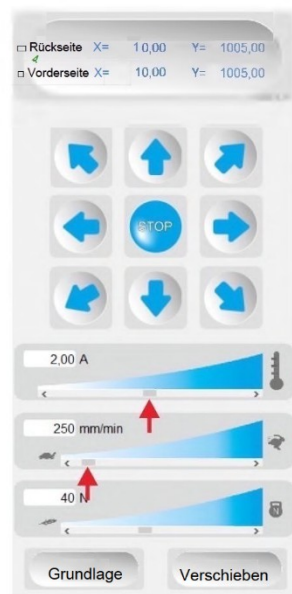 Rückseite X= 10,00 Y= 1005,00
Vorderseite X= 10,00 Y= 1005,00
STOP
2,00 A
250 mm/min
40 N
N
Grundlage Verschieben